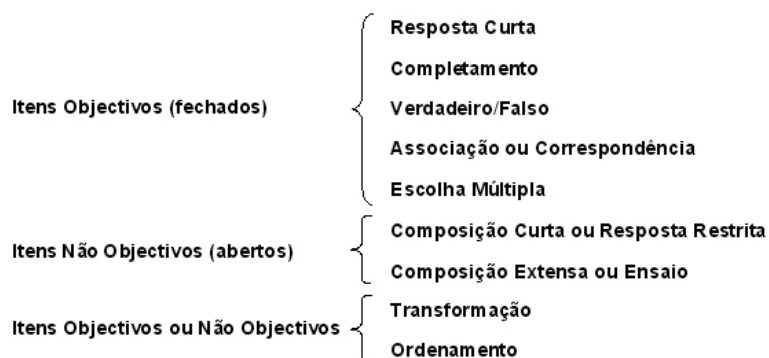 Itens Objectivos (fechados)
Resposta Curta
Completamento
Verdadeiro/Falso
Associação ou Correspondência
Escolha Múltipla
Itens Não Objectivos (abertos)
Composição Curta ou Resposta Restrita
Composição Extensa ou Ensaio
Itens Objectivos ou Não Objectivos
Transformação
Ordenamento